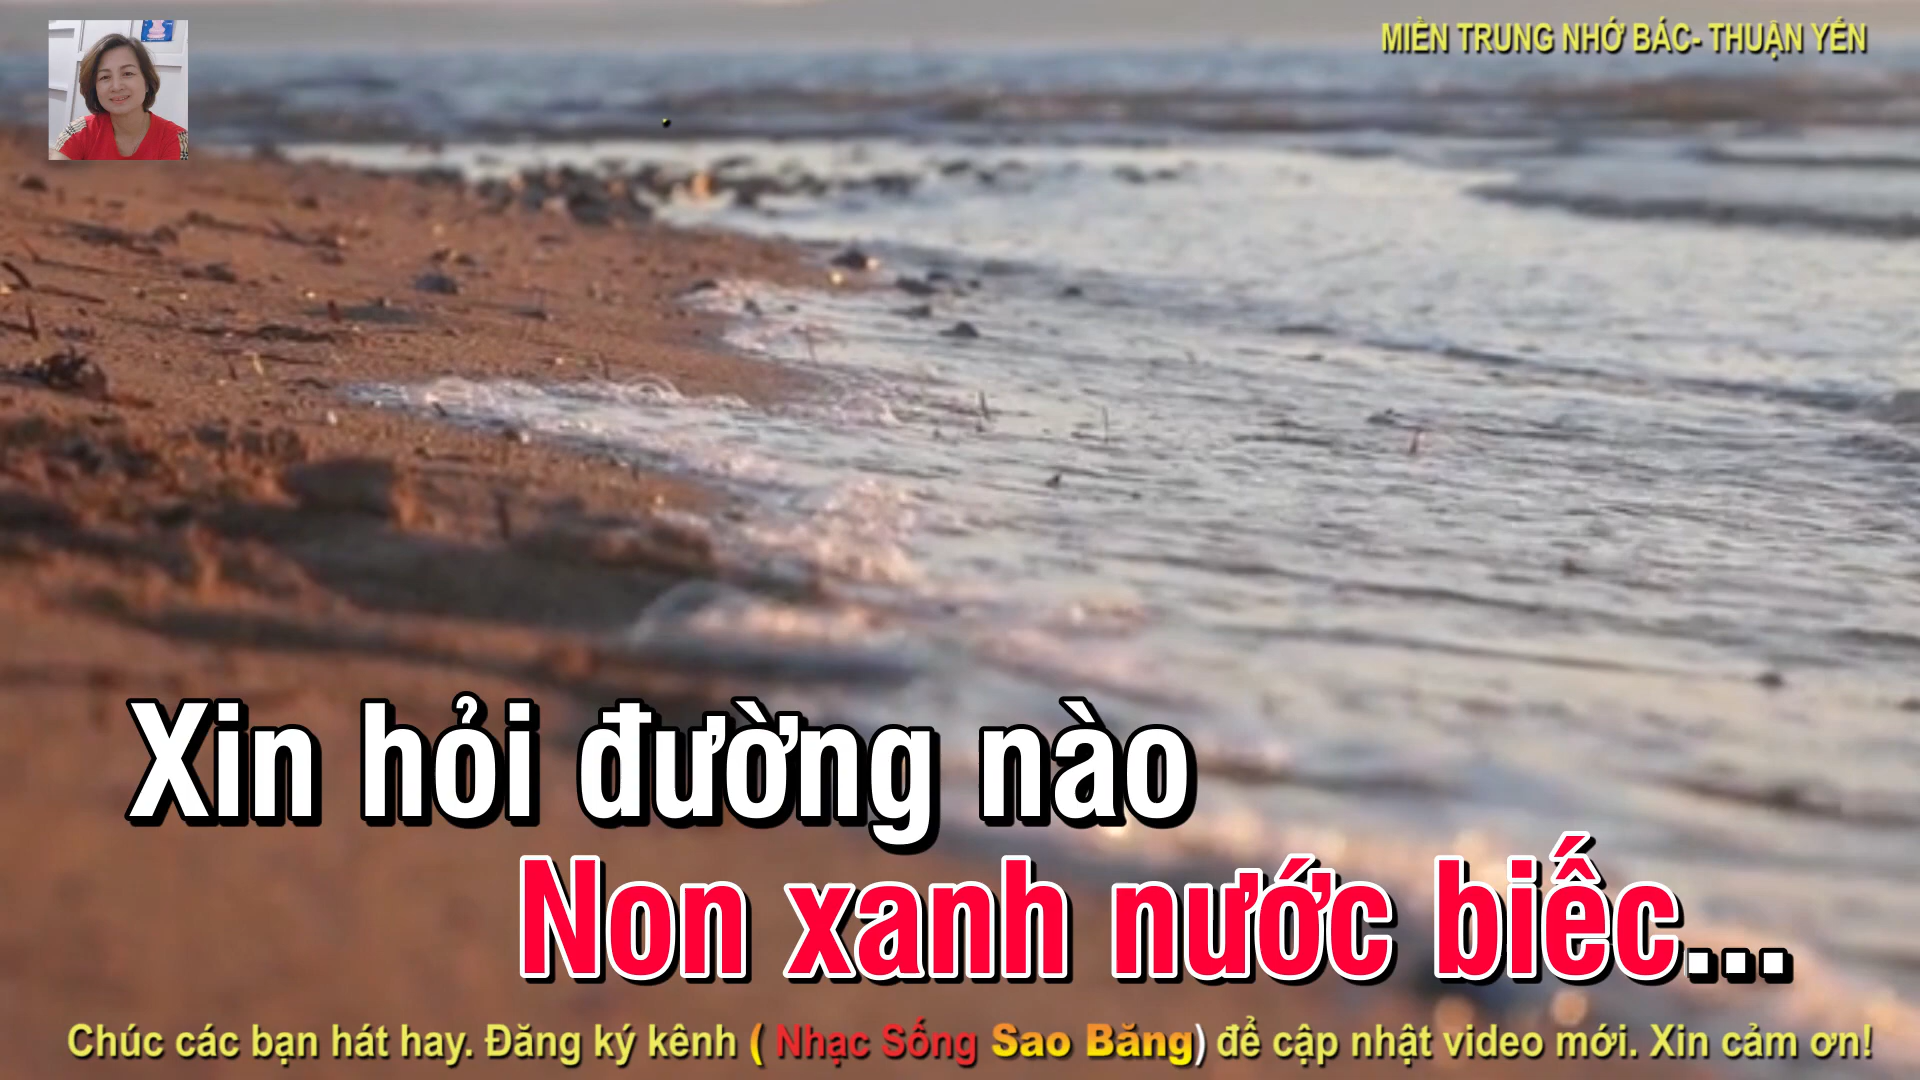 MIỀN TRUNG NHỚ BÁC- THUẬN YẾN
Xin hỏi đường nào
Non xanh nước biếc...
Chúc các bạn hát hay. Đăng ký kênh ( Nhạc Sống Sao Băng) để cập nhật video mới. Xin cảm ơn!